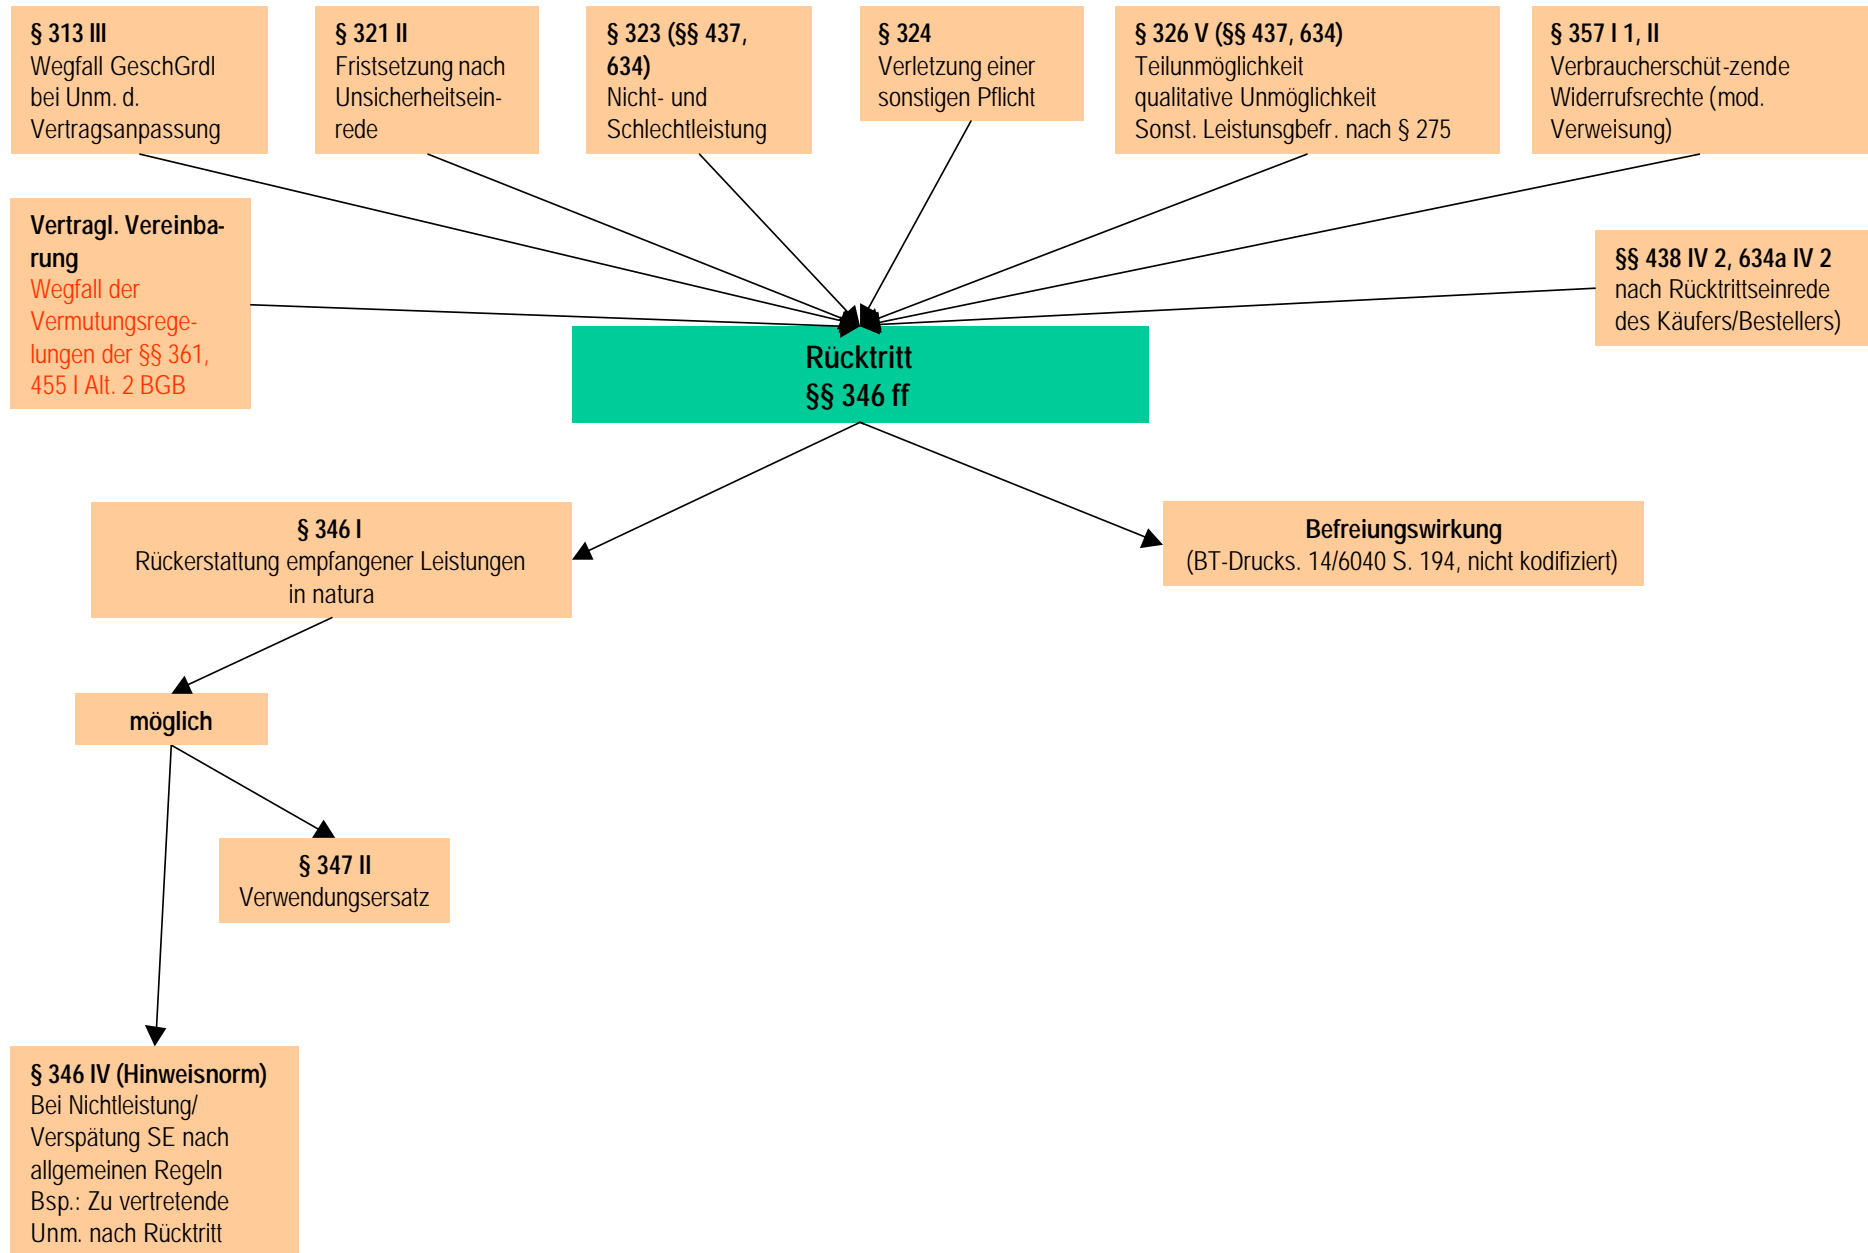 § 313 III
Wegfall GeschGrdl
bei Unm. d.
Vertragsanpassung
§ 321 II
Fristsetzung nach
Unsicherheitsein-
rede
§ 323 (§§ 437,
634)
Nicht- und
Schlechtleistung
§ 324
Verletzung einer
sonstigen Pflicht
§ 326 V (§§ 437, 634)
Teilunmöglichkeit
qualitative Unmöglichkeit
Sonst. Leistunsgbefr. nach § 275
§ 357 I 1, II
Verbraucherschüt-zende
Widerrufsrechte (mod.
Verweisung)
Vertragl. Vereinba-
rung
Wegfall der
Vermutungsrege-
lungen der §§ 361,
455 I Alt. 2 BGB
§§ 438 IV 2, 634a IV 2
nach Rücktrittseinrede
des Käufers/Bestellers)
Rücktritt
§§ 346 ff
§ 346 I
Rückerstattung empfangener Leistungen
in natura
Befreiungswirkung
(BT-Drucks. 14/6040 S. 194, nicht kodifiziert)
möglich
§ 347 II
Verwendungsersatz
§ 346 IV (Hinweisnorm)
Bei Nichtleistung/
Verspätung SE nach
allgemeinen Regeln
Bsp.: Zu vertretende
Unm. nach Rücktritt